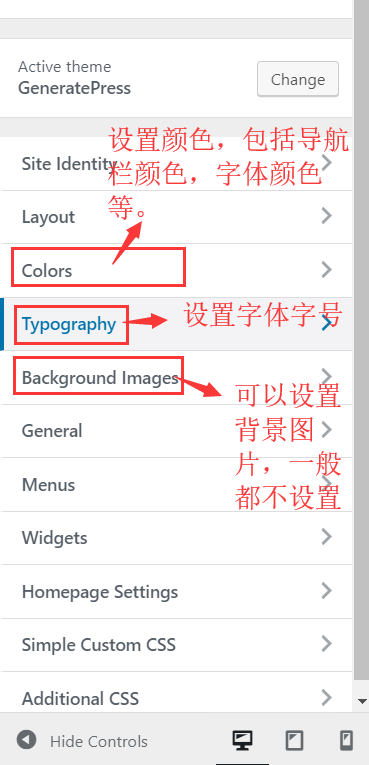 Active theme
GeneratePress
Change
设置颜色，包括导航
栏颜色，字体颜色
等。
Site Identity
Layout
Colors
Typography
设置字体字号
Background Images
可以设置
背景图
片，一般
都不设置
General
Menus
Widgets
Homepage Settings
Simple Custom CSS
Additional CSS
Hide Controls